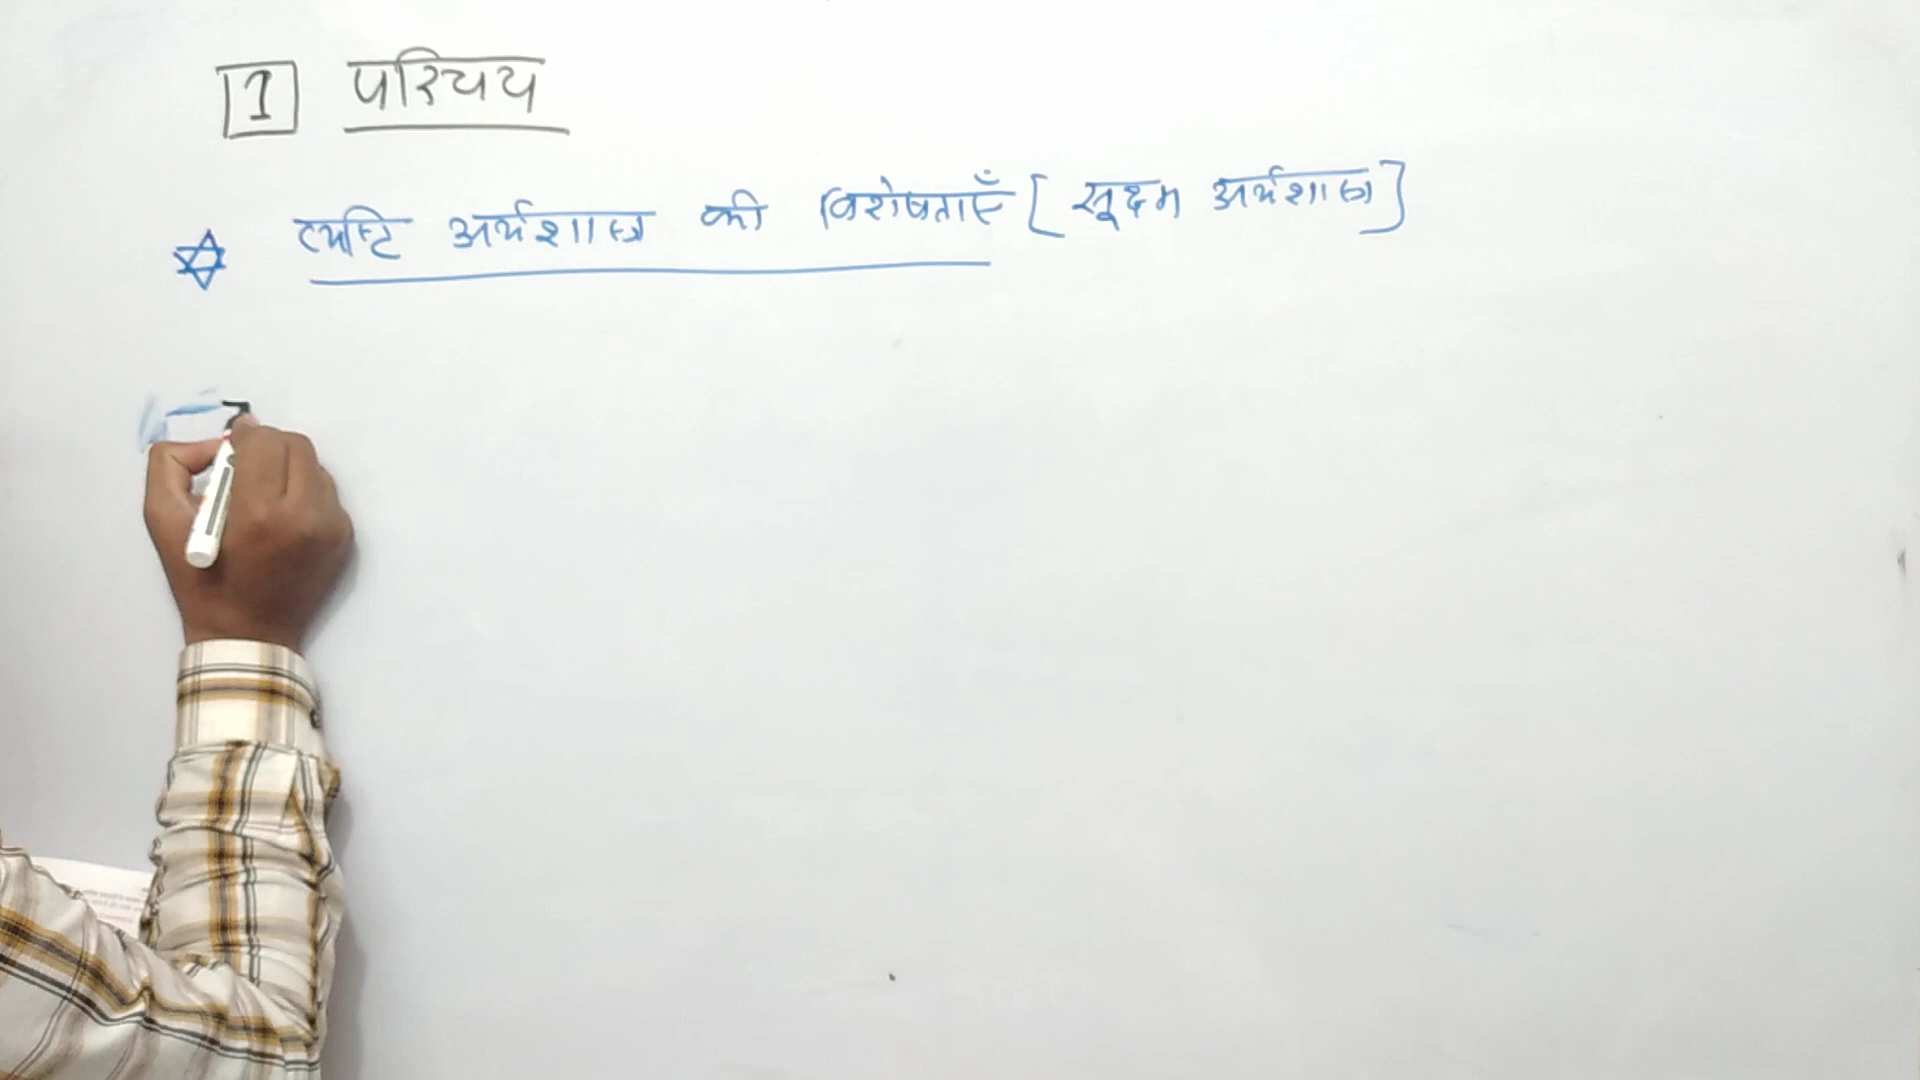 1 परिचय
व्यष्टि अर्थशास्त्र की विशेषताएँ [ सूक्ष्म अर्थशास्त्र ]